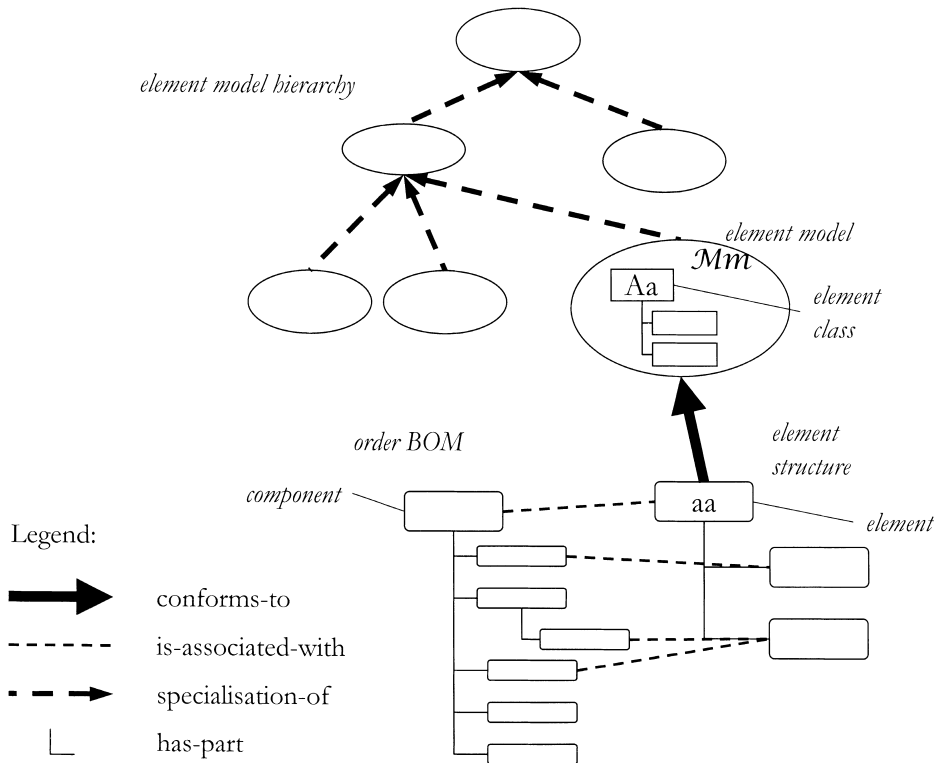 element model hierarchy
element model
Mm
Aa
element
class
order BOM
element
structure
component
aa
element
Legend:
conforms-to
is-associated-with
specialisation-of
has-part